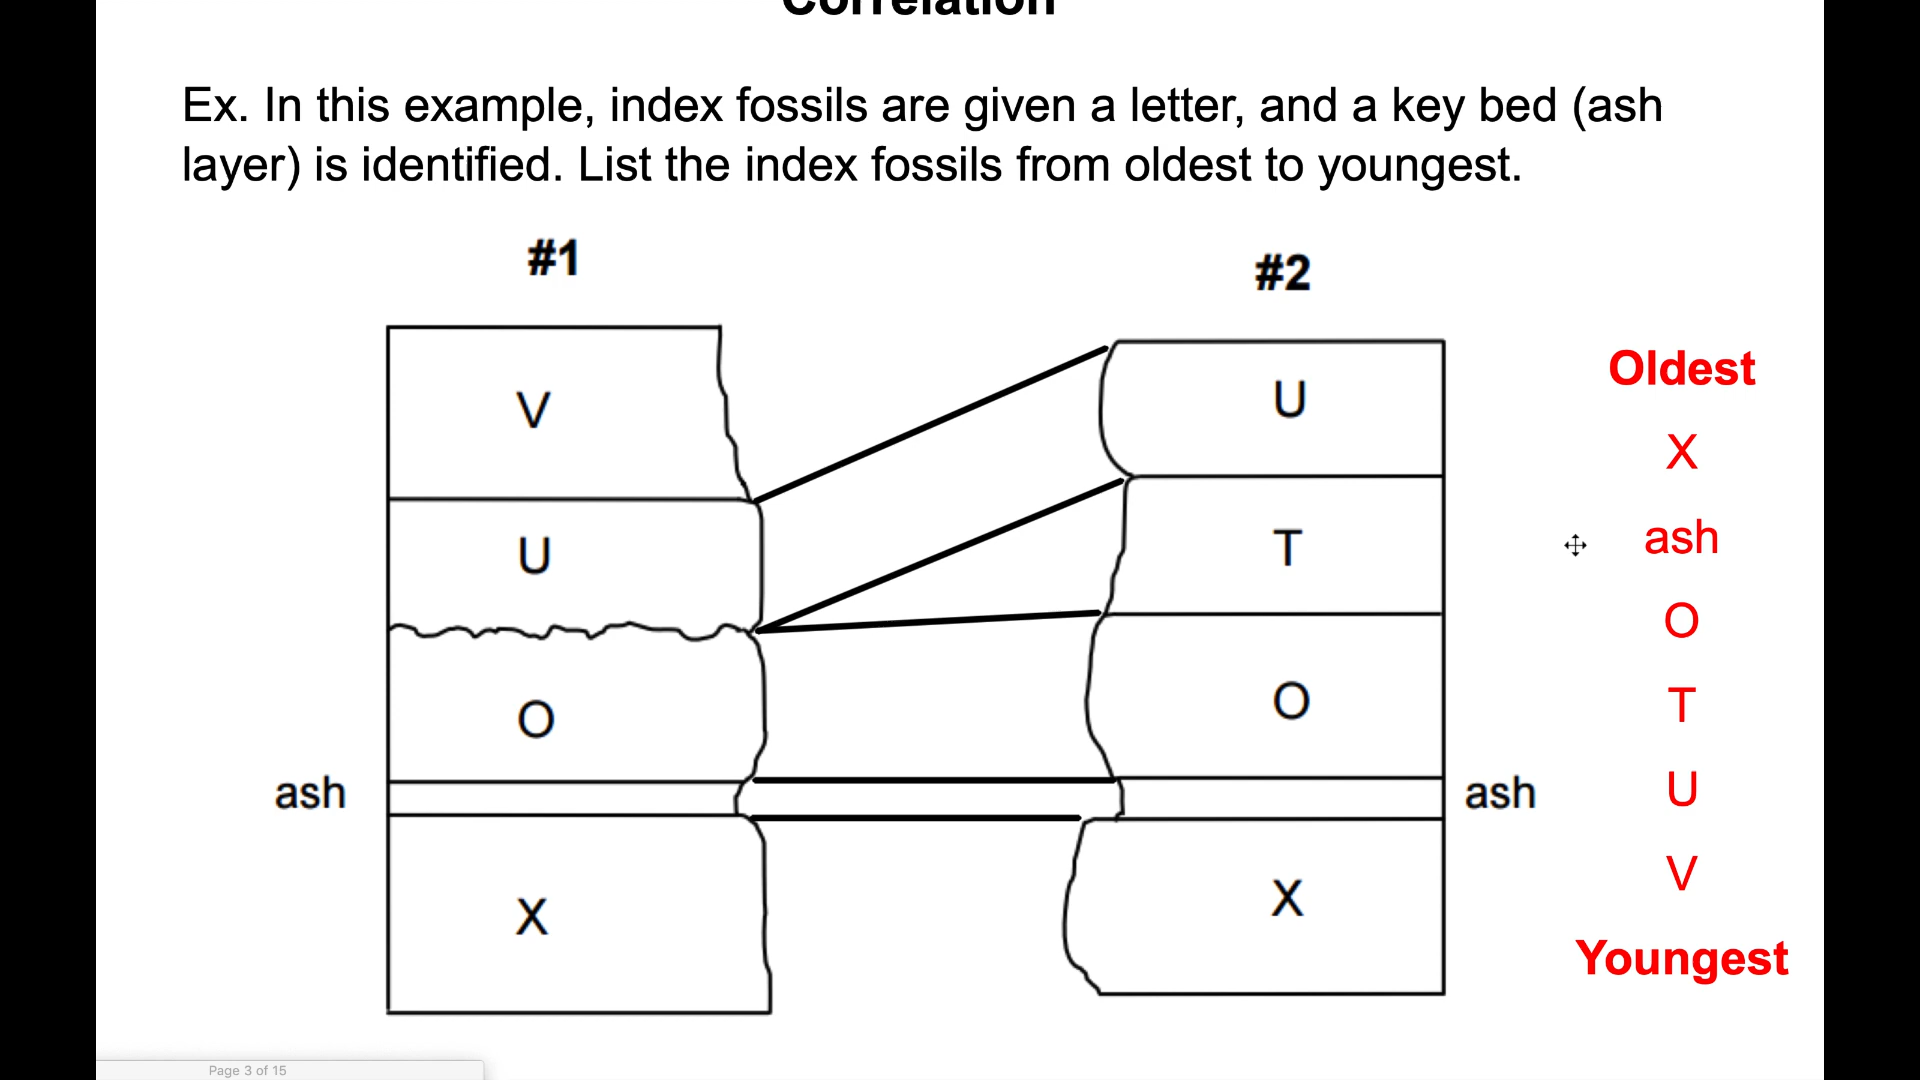 Correlation
Ex. In this example, index fossils are given a letter, and a key bed (ash
layer) is identified. List the index fossils from oldest to youngest.
#1
#2
V
U
O
ash
X
U
T
O
ash
X
Oldest
X
ash
O
T
U
V
Youngest
Page 3 of 15